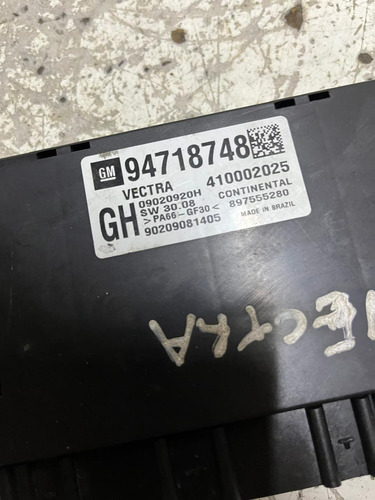 GM 94718748
VECTRA 410002025
GH
09020920H CONTINENTAL
SW 30.08 897555280
>PA66-GF30< MADE IN BRAZIL
90209081405
VECTRA